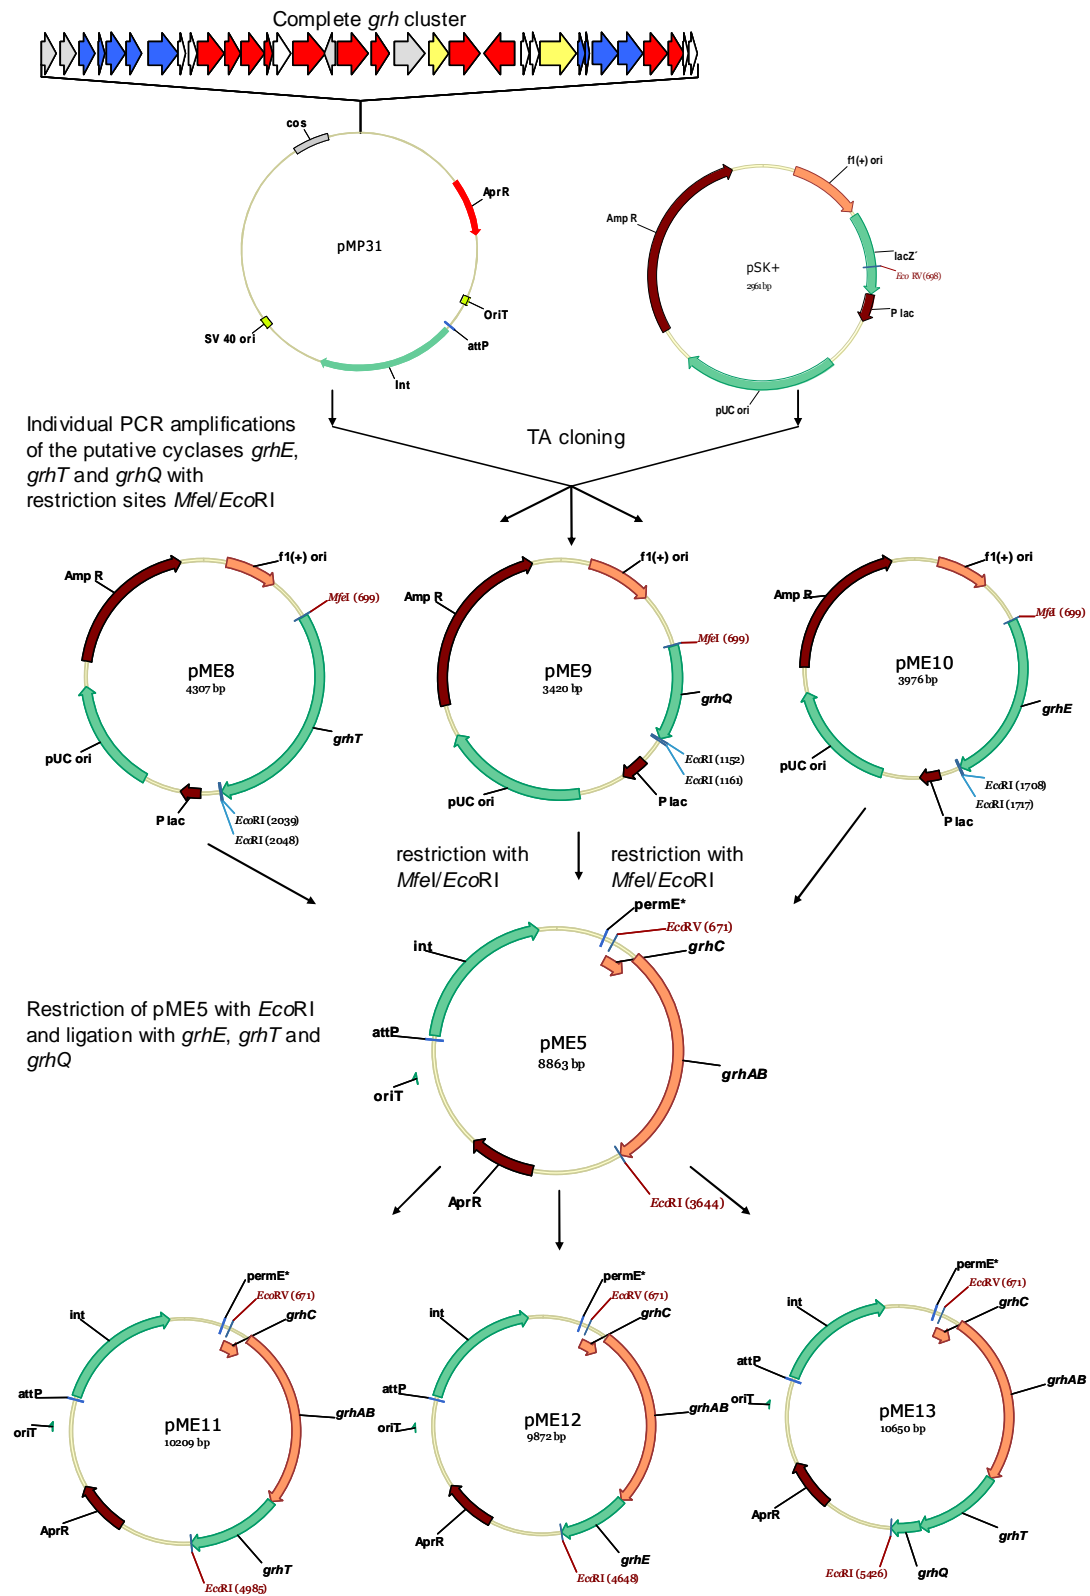 Complete grh cluster
cos
AprR
pMP31
OriT
attP
Int
SV 40 ori
f1(+) ori
Amp R
lacZ´
Eco RV (698)
pSK+
2961 bp
P lac
pUC ori
Individual PCR amplifications
of the putative cyclases grhE,
grhT and grhQ with
restriction sites MfeI/EcoRI
TA cloning
f1(+) ori
Amp R
MfeI (699)
pME8
4307 bp
grhT
pUC ori
P lac
EcoRI (2039)
EcoRI (2048)
f1(+) ori
Amp R
MfeI (699)
pME9
3420 bp
grhQ
EcoRI (1152)
EcoRI (1161)
P lac
pUC ori
f1(+) ori
Amp R
MfeI (699)
pME10
3976 bp
grhE
pUC ori
EcoRI (1708)
EcoRI (1717)
P lac
restriction with
MfeI/EcoRI
restriction with
MfeI/EcoRI
permE*
EcoRV (671)
grhC
int
Restriction of pME5 with EcoRI
and ligation with grhE, grhT and
grhQ
attP
pME5
8863 bp
oriT
grhAB
AprR
EcoRI (3644)
permE*
EcoRV (671)
grhC
int
attP
oriT
pME11
10209 bp
grhAB
AprR
grhT
EcoRI (4985)
permE*
EcoRV (671)
grhC
int
attP
oriT
pME12
9872 bp
grhAB
AprR
grhE
EcoRI (4648)
permE*
EcoRV (671)
grhC
int
attP
oriT
pME13
10650 bp
grhAB
AprR
grhT
EcoRI (5426)
grhQ